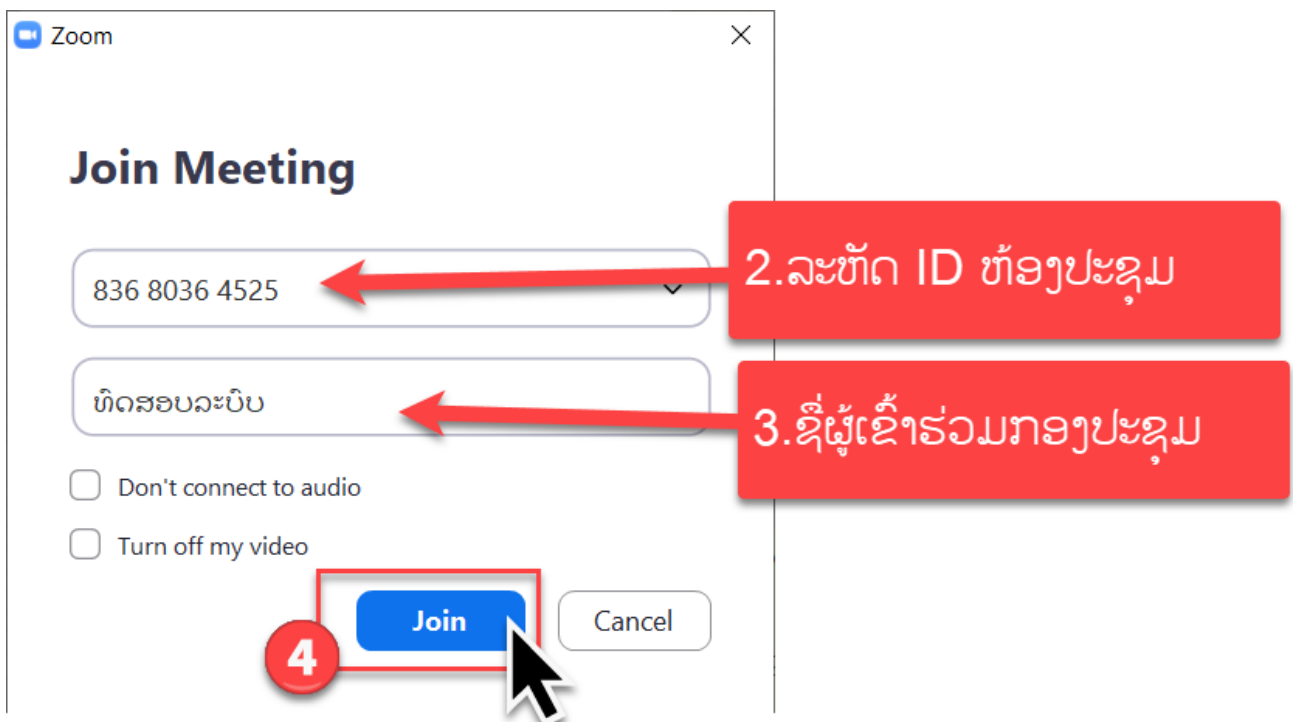 Zoom
Join Meeting
836 8036 4525
2.ລະຫັດ ID ຫ້ອງປະຊຸມ
ທົດສອບລະບົບ
3.ຊື່ຜູ້ເຂົ້າຮ່ວມກອງປະຊຸມ
Don't connect to audio
Turn off my video
4
Join
Cancel